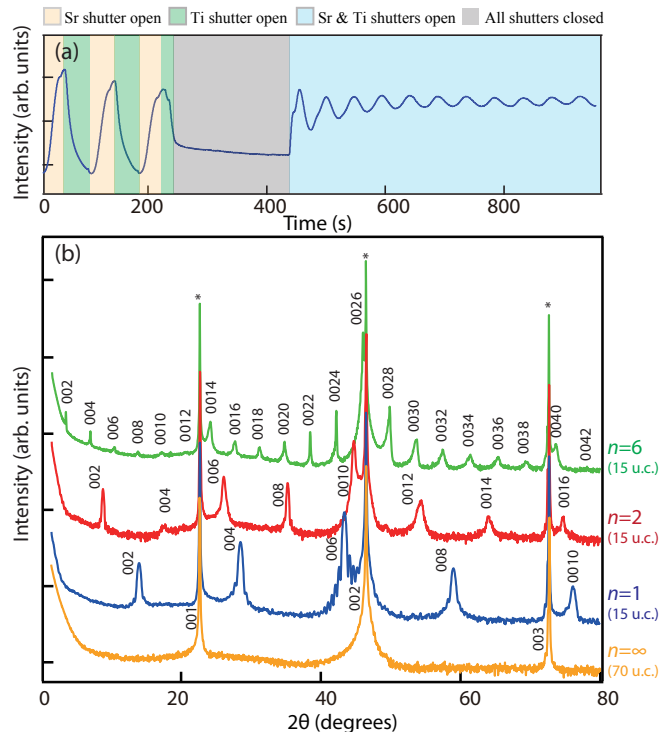 Sr shutter open Ti shutter open Sr & Ti shutters open All shutters closed
(a)
Intensity (arb. units)
0 200 400 600 800
Time (s)
(b)
Intensity (arb. units)
* * *
002 004 006 008 0010 0012 0014 0016 0018 0020 0022 0024 0026 0028 0030 0032 0034 0036 0038 0040 0042
n=6
(15 u.c.)
002 004 006 008 0010 0012 0014 0016
n=2
(15 u.c.)
002 004 006 008 0010
n=1
(15 u.c.)
001 002 003
n=∞
(70 u.c.)
0 20 40 60 80
2θ (degrees)